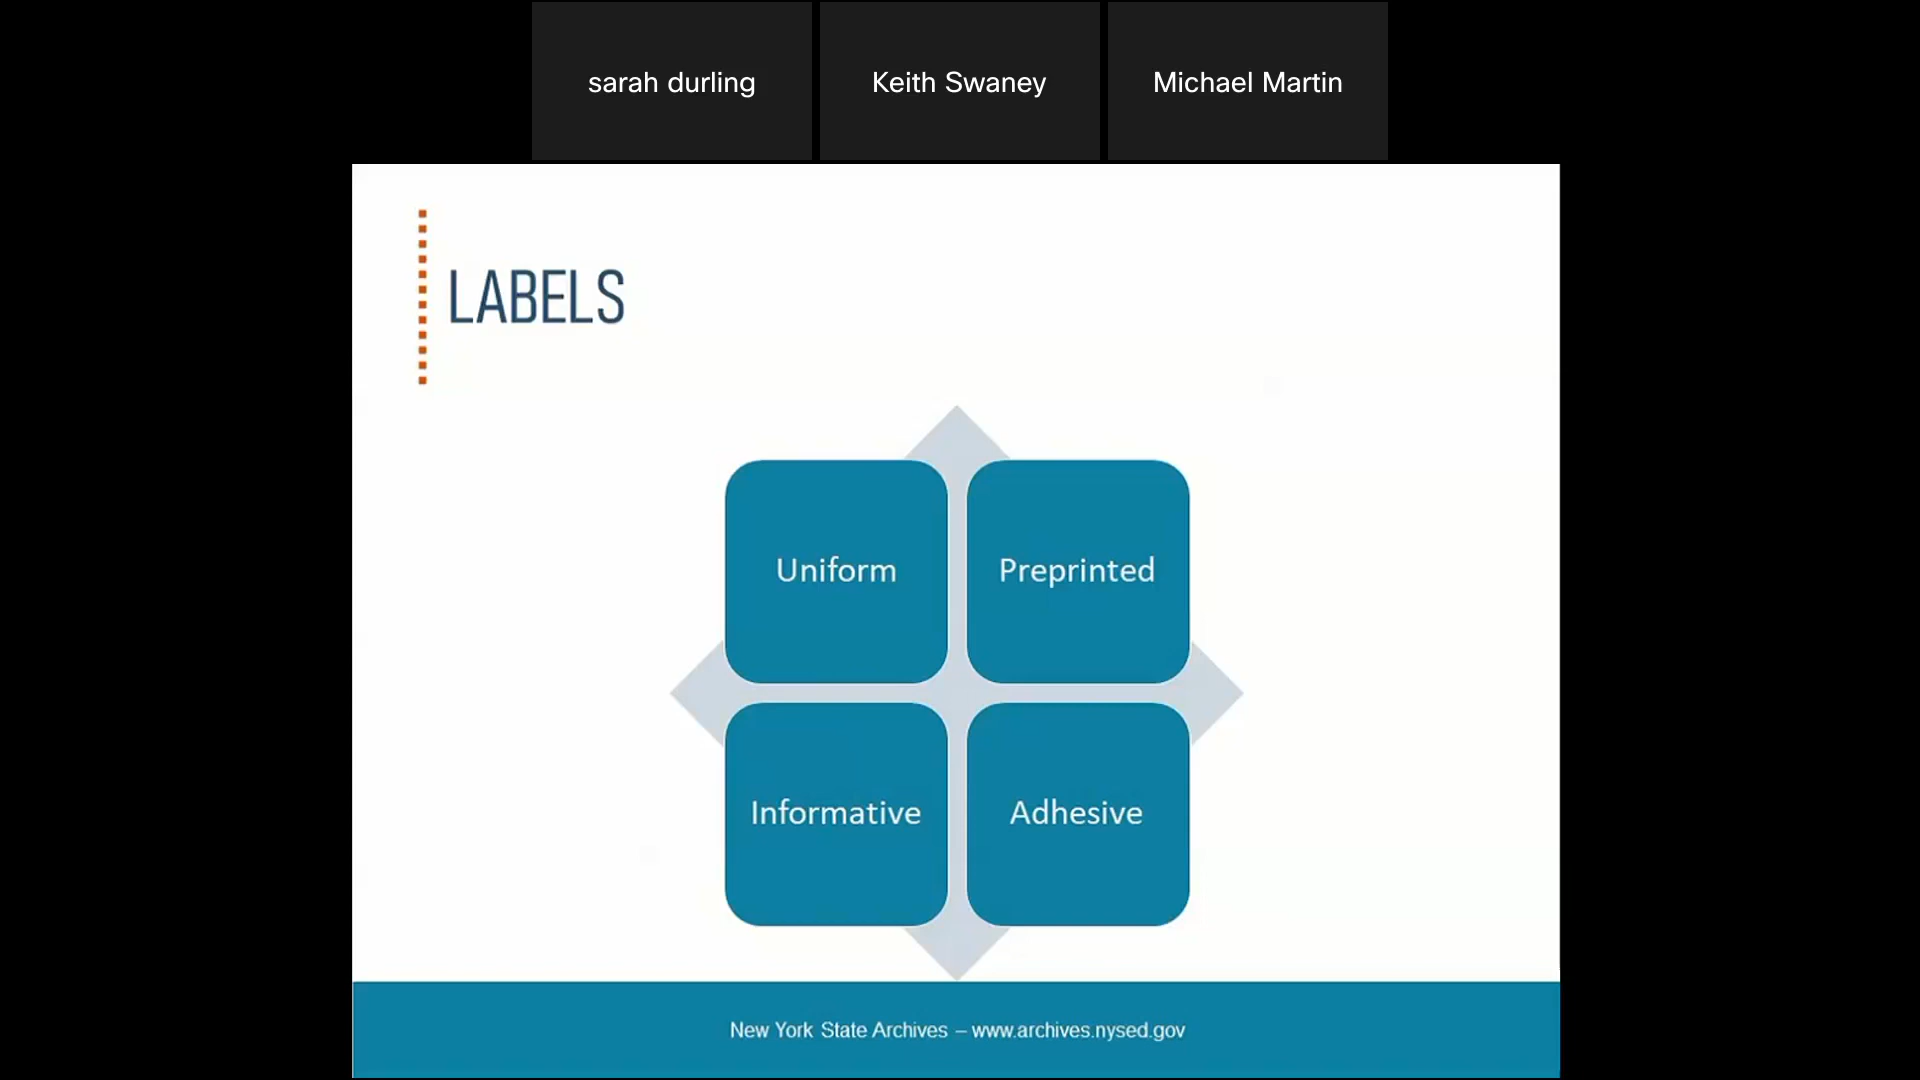 sarah durling
Keith Swaney
Michael Martin
LABELS
Uniform
Preprinted
Informative
Adhesive
New York State Archives – www.archives.nysed.gov